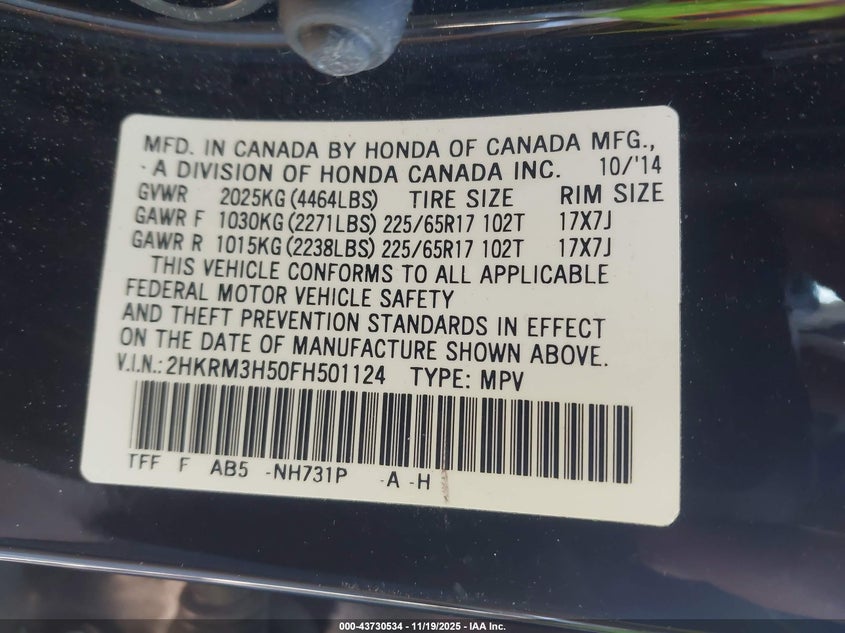 MFD. IN CANADA BY HONDA OF CANADA MFG.,
A DIVISION OF HONDA CANADA INC. 10/'14
GVWR 2025KG(4464LBS) TIRE SIZE RIM SIZE
GAWR F 1030KG(2271LBS) 225/65R17 102T 17X7J
GAWR R 1015KG(2238LBS) 225/65R17 102T 17X7J
THIS VEHICLE CONFORMS TO ALL APPLICABLE
FEDERAL MOTOR VEHICLE SAFETY
AND THEFT PREVENTION STANDARDS IN EFFECT
ON THE DATE OF MANUFACTURE SHOWN ABOVE.
V.I.N.: 2HKRM3H50FH501124 TYPE: MPV
TFF F AB5 -NH731P -A -H
000-43730534 — 11/19/2025 - IAA Inc.